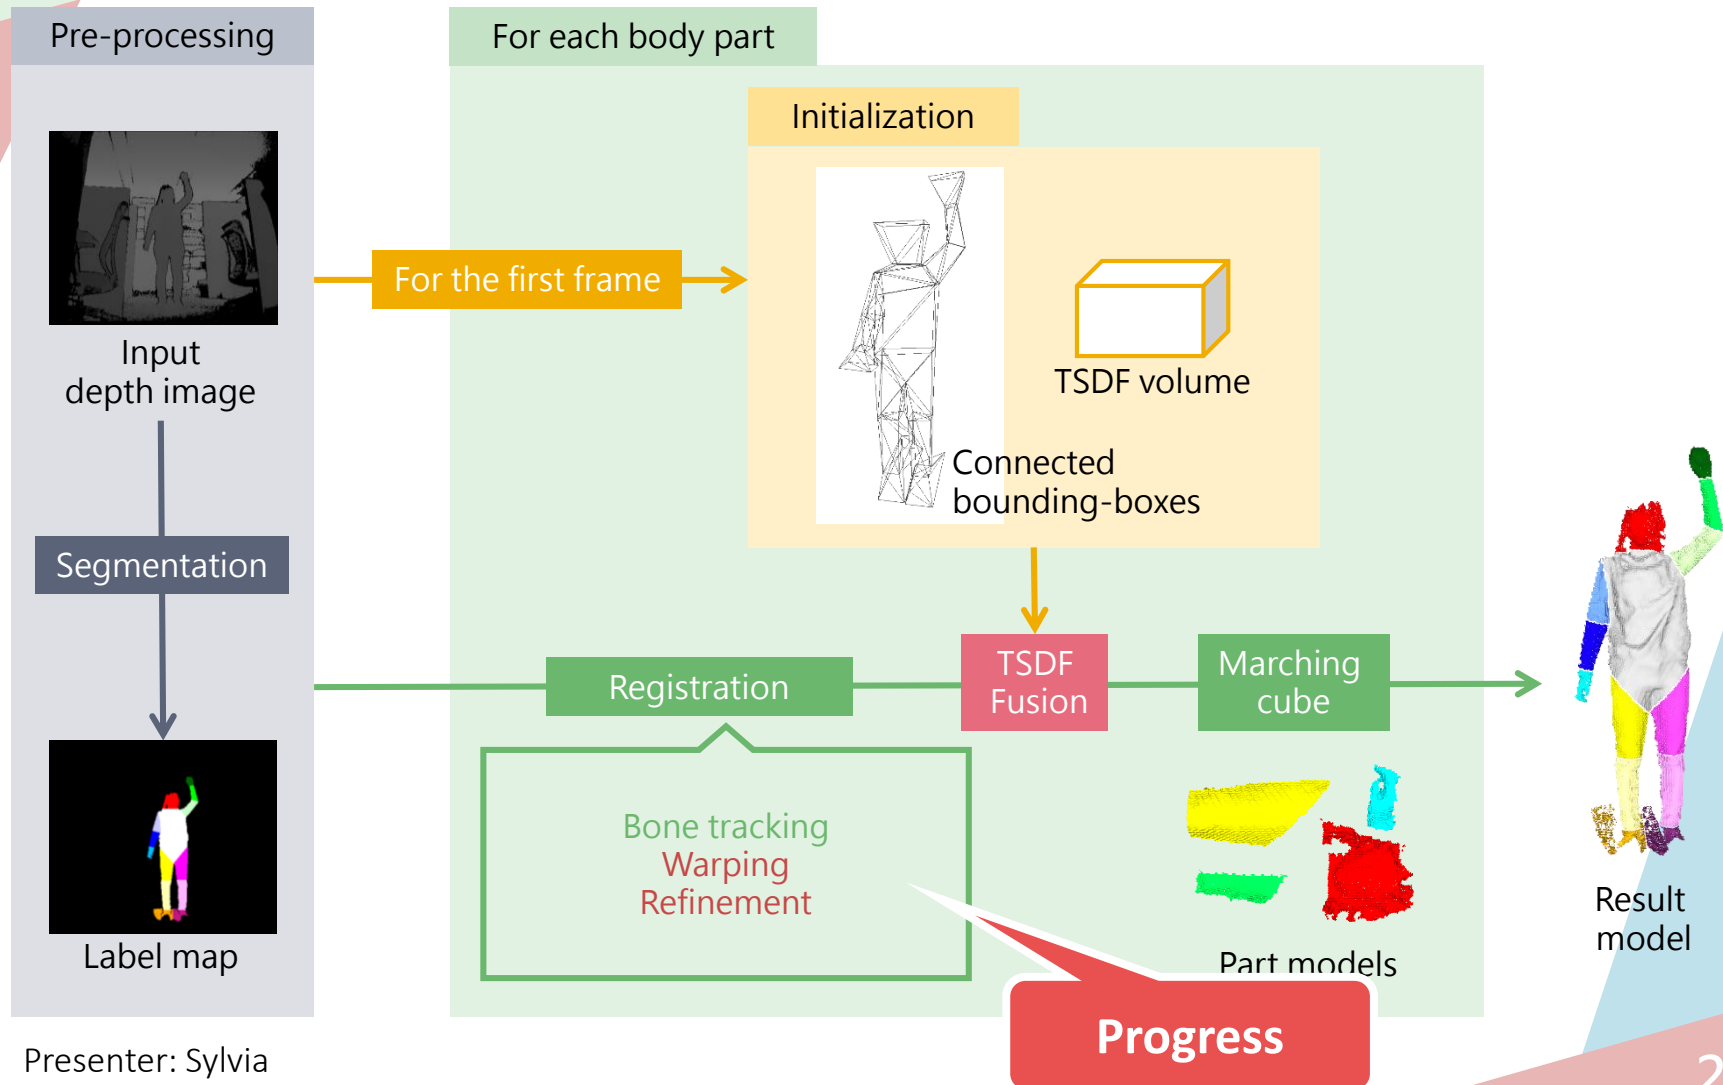 Pre-processing
For each body part
Initialization
Input
depth image
For the first frame
TSDF volume
Connected
bounding-boxes
Segmentation
Registration
TSDF
Fusion
Marching
cube
Bone tracking
Warping
Refinement
Label map
Part models
Result
model
Progress
Presenter: Sylvia
2